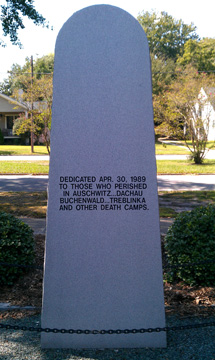 DEDICATED APR. 30, 1989
TO THOSE WHO PERISHED
IN AUSCHWITZ...DACHAU
BUCHENWALD...TREBLINKA
AND OTHER DEATH CAMPS.